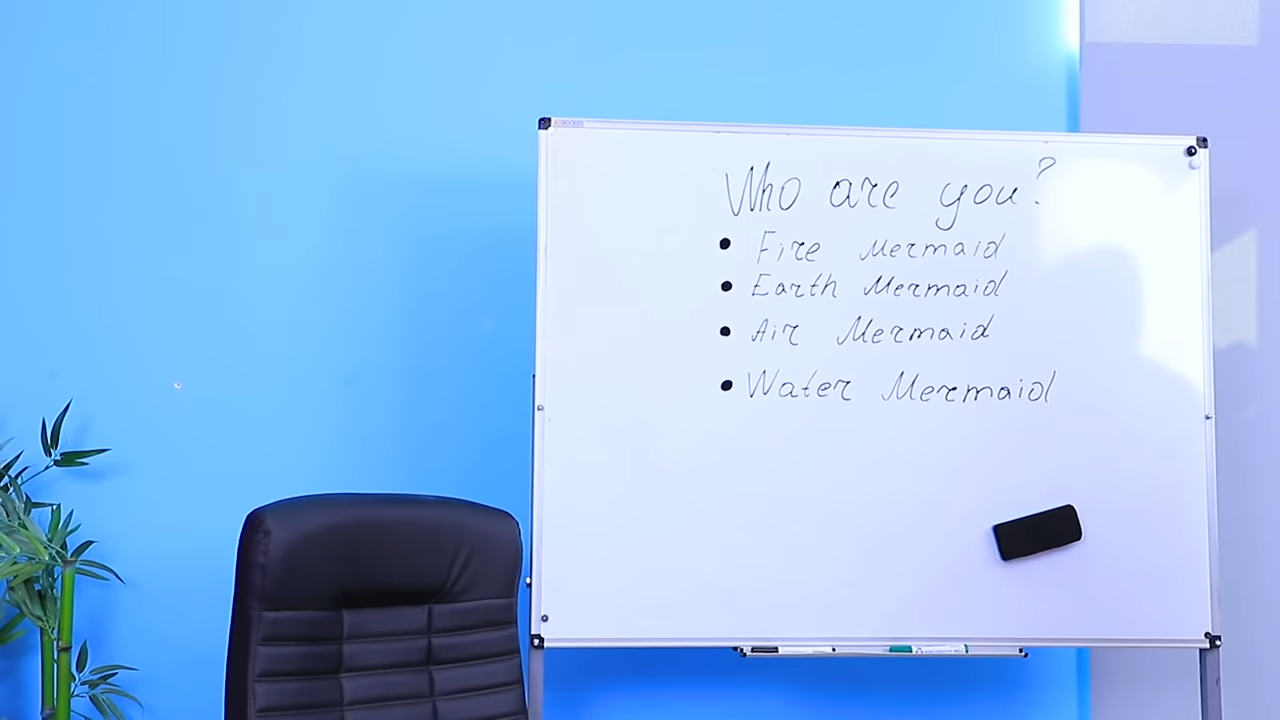 Who are you?
• Fire Mermaid
• Earth Mermaid
• Air Mermaid
• Water Mermaid